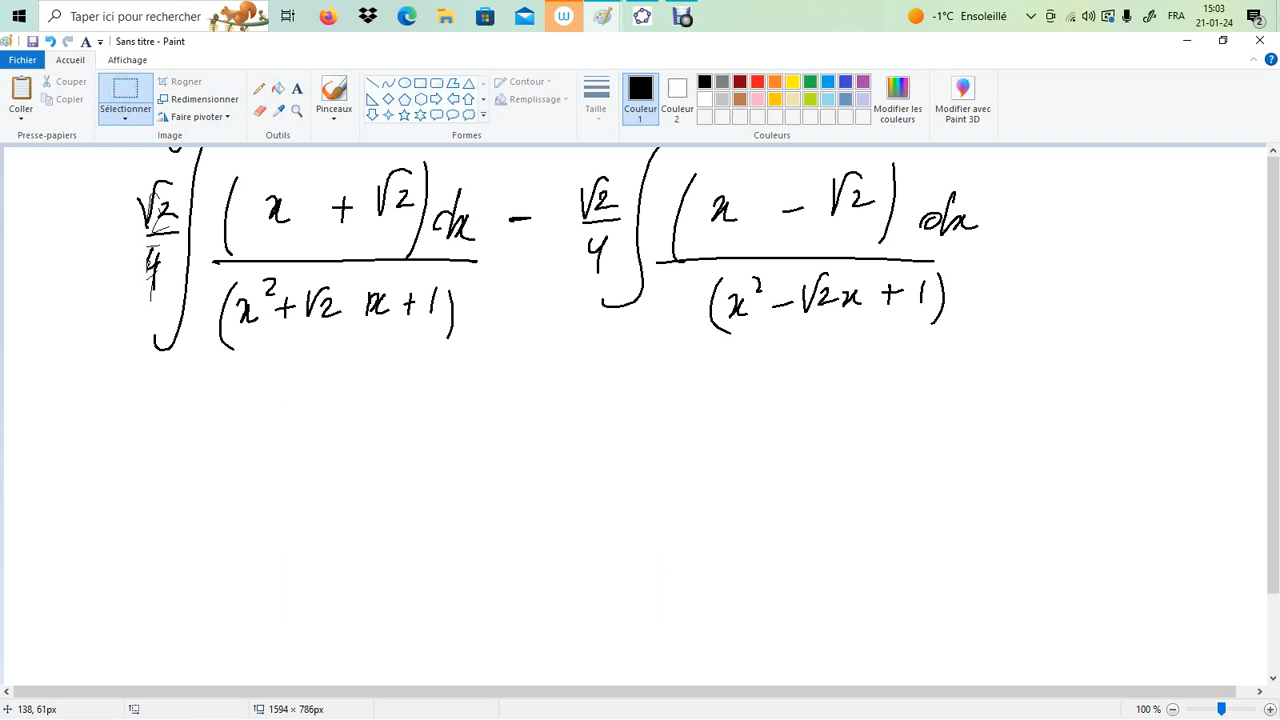 Taper ici pour rechercher
-1°C Ensoleillé
FRA
15:03
21-01-24
2
Sans titre - Paint
Fichier
Accueil
Affichage
Coller
Couper
Copier
Presse-papiers
Sélectionner
Rogner
Redimensionner
Faire pivoter
Image
A
Outils
Pinceaux
Contour
Remplissage
Formes
Taille
Couleur 1
Couleur 2
Modifier les couleurs
Couleurs
Modifier avec Paint 3D
√2/4 ∫ (x + √2) dx / (x² + √2 x + 1) - √2/4 ∫ (x - √2) dx / (x² - √2x + 1)
138, 61px
1594 × 786px
100 %